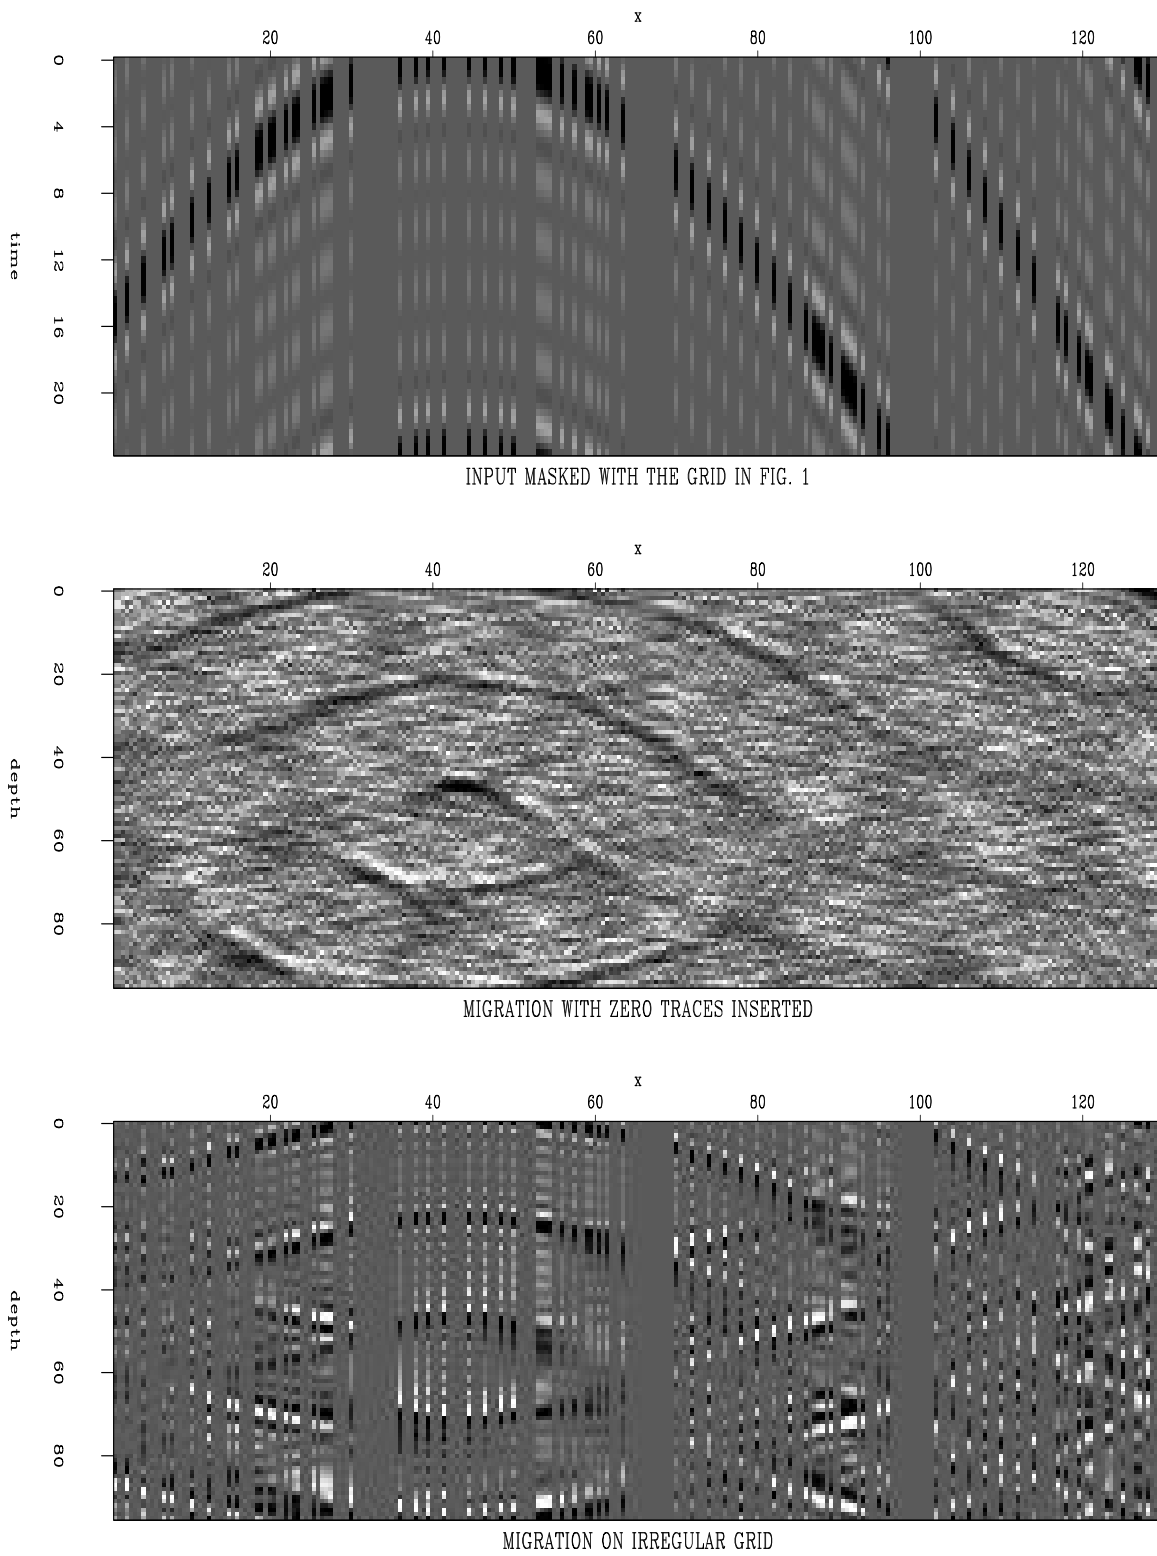 x
20 40 60 80 100 120
0
4
8
12
16
20
time
INPUT MASKED WITH THE GRID IN FIG. 1
x
20 40 60 80 100 120
0
20
40
60
80
depth
MIGRATION WITH ZERO TRACES INSERTED
x
20 40 60 80 100 120
0
20
40
60
80
depth
MIGRATION ON IRREGULAR GRID